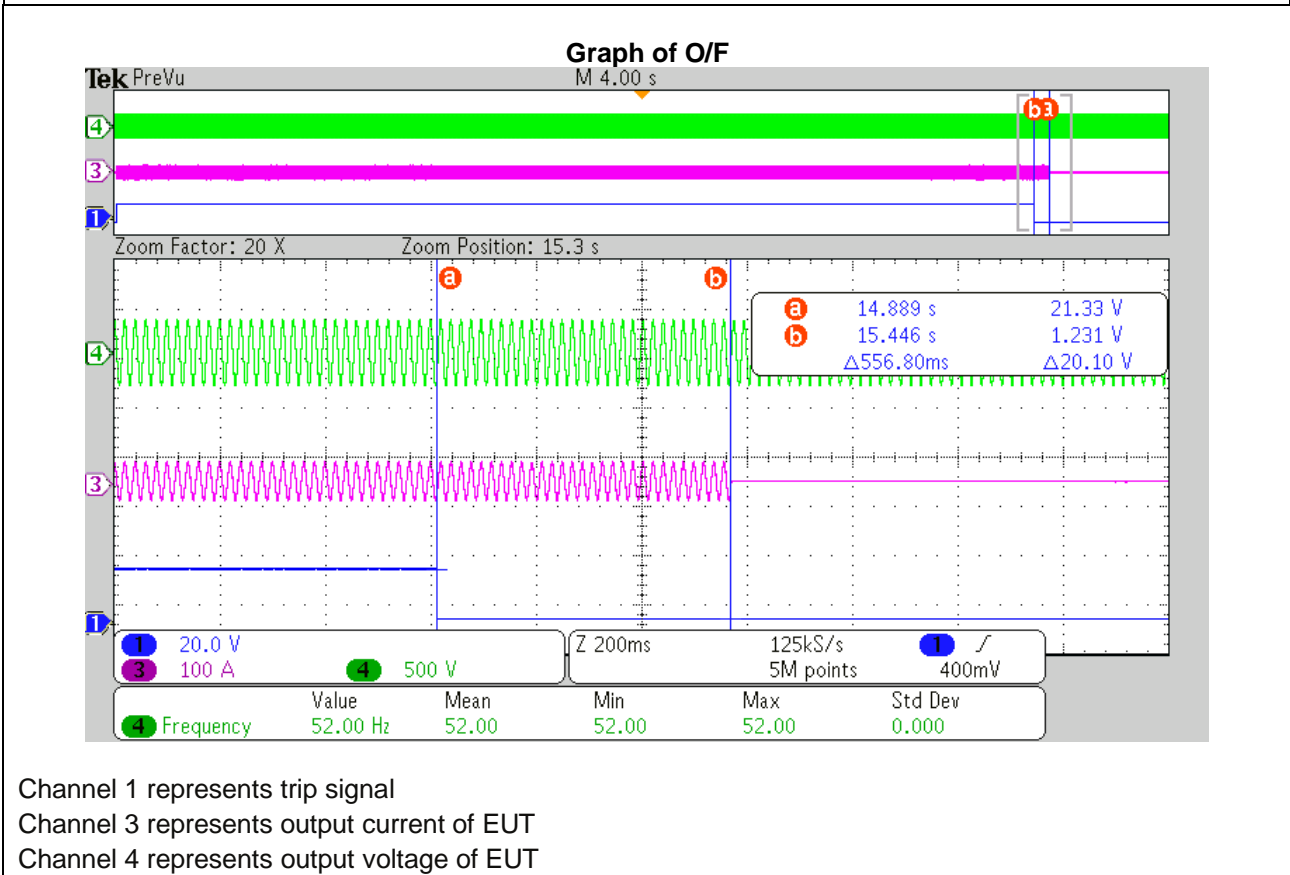 Graph of O/F
Tek PreVu M 4.00 s
b a
4
3
1
Zoom Factor: 20 X Zoom Position: 15.3 s
a b
a 14.889 s 21.33 V
b 15.446 s 1.231 V
△556.80ms △20.10 V
4
3
1
1 20.0 V Z 200ms 125kS/s 1
3 100 A 4 500 V 5M points 400mV
Value Mean Min Max Std Dev
4 Frequency 52.00 Hz 52.00 52.00 52.00 0.000
Channel 1 represents trip signal
Channel 3 represents output current of EUT
Channel 4 represents output voltage of EUT